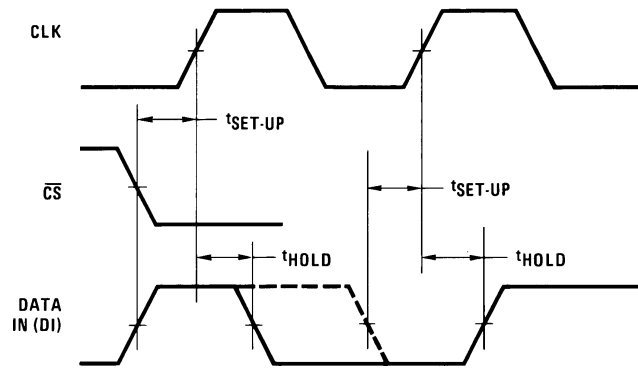 CLK
tSET-UP
CS
tSET-UP
tHOLD
tHOLD
DATA
IN (DI)